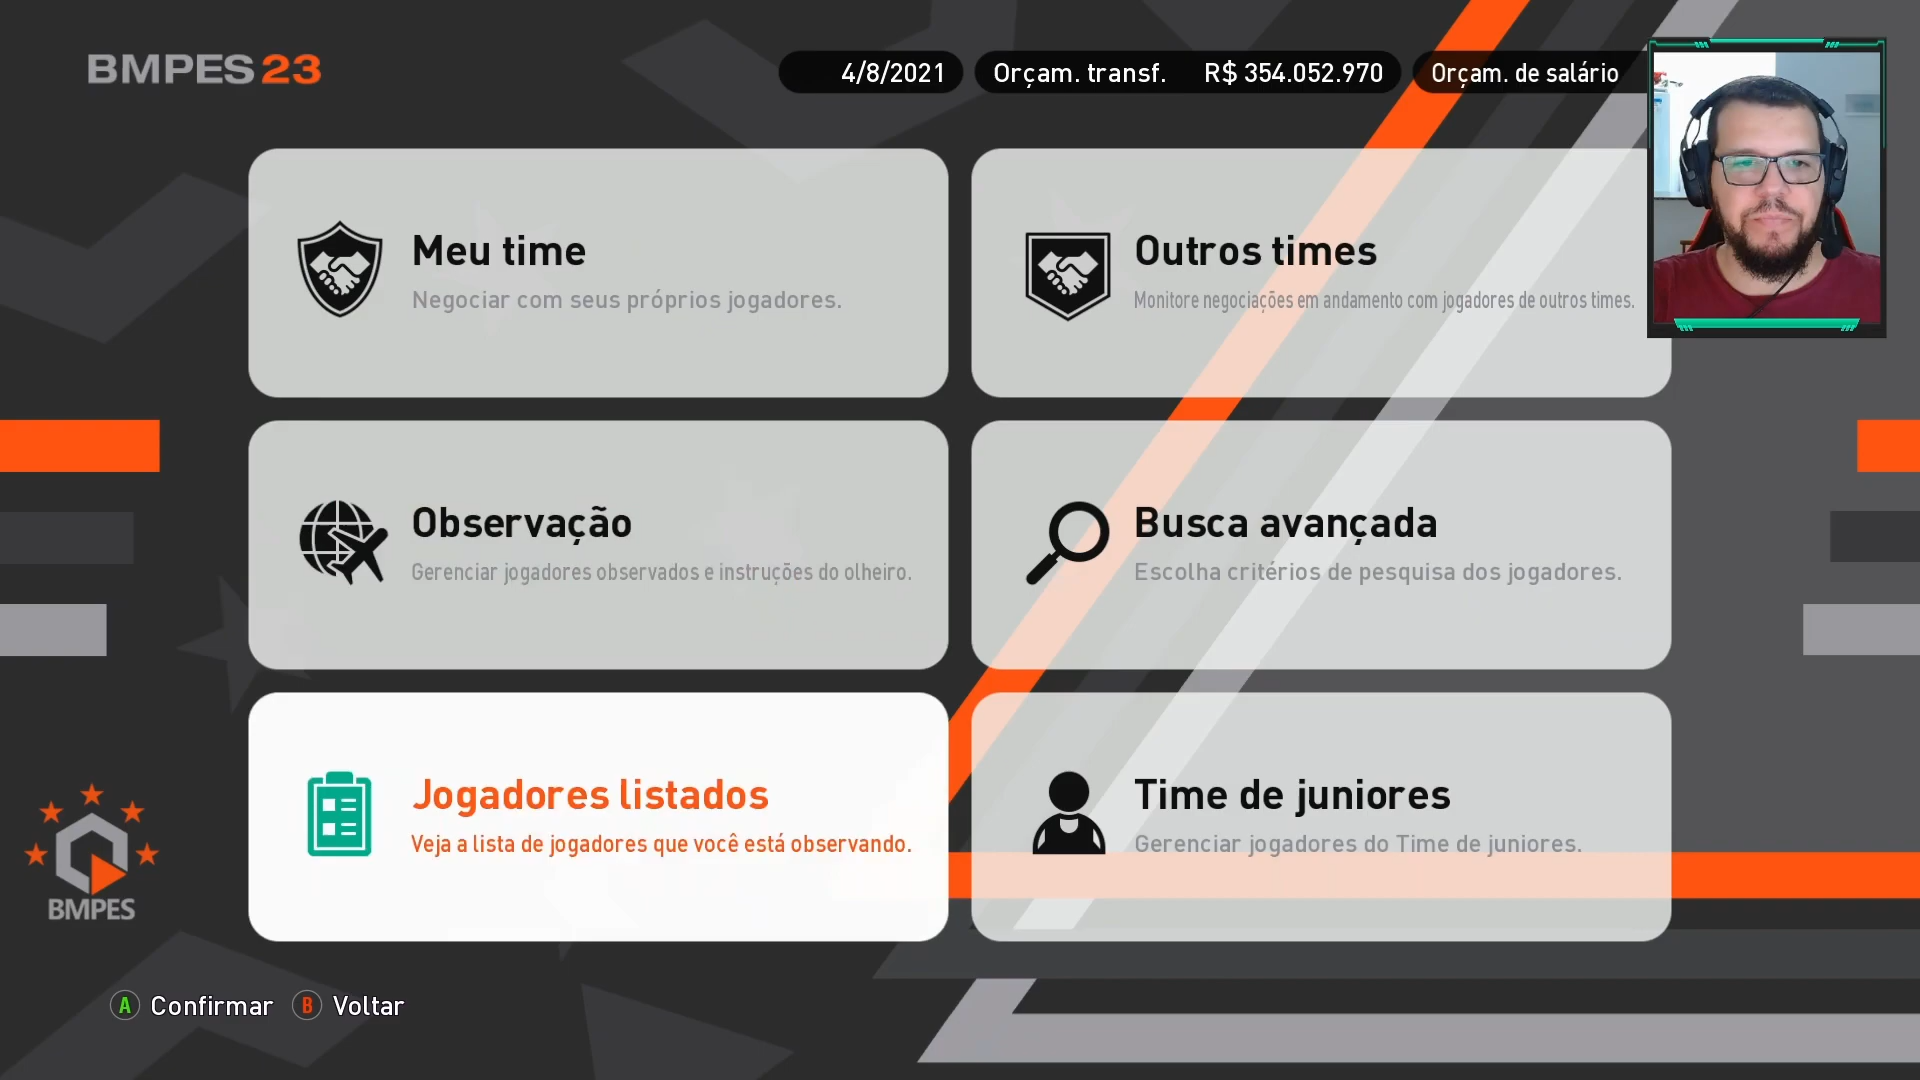 BMPES 23
4/8/2021
Orçam. transf. R$ 354.052.970
Orçam. de salário
Meu time
Negociar com seus próprios jogadores.
Outros times
Monitore negociações em andamento com jogadores de outros times.
Observação
Gerenciar jogadores observados e instruções do olheiro.
Busca avançada
Escolha critérios de pesquisa dos jogadores.
Jogadores listados
Veja a lista de jogadores que você está observando.
Time de juniores
Gerenciar jogadores do Time de juniores.
BMPES
A Confirmar B Voltar